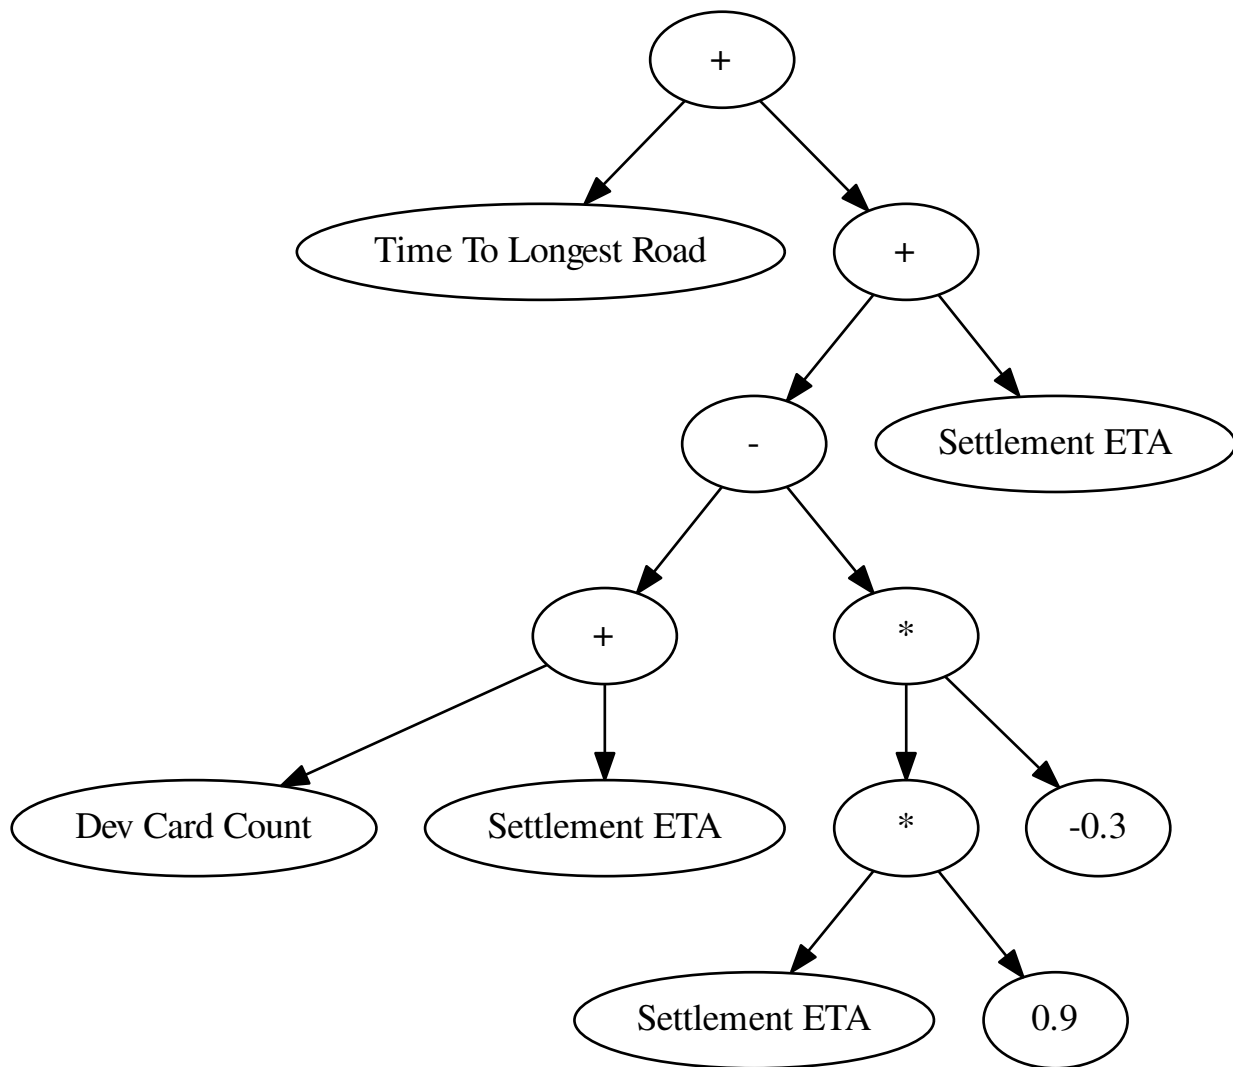 +
Time To Longest Road
+
-
Settlement ETA
+
*
Dev Card Count
Settlement ETA
*
-0.3
Settlement ETA
0.9